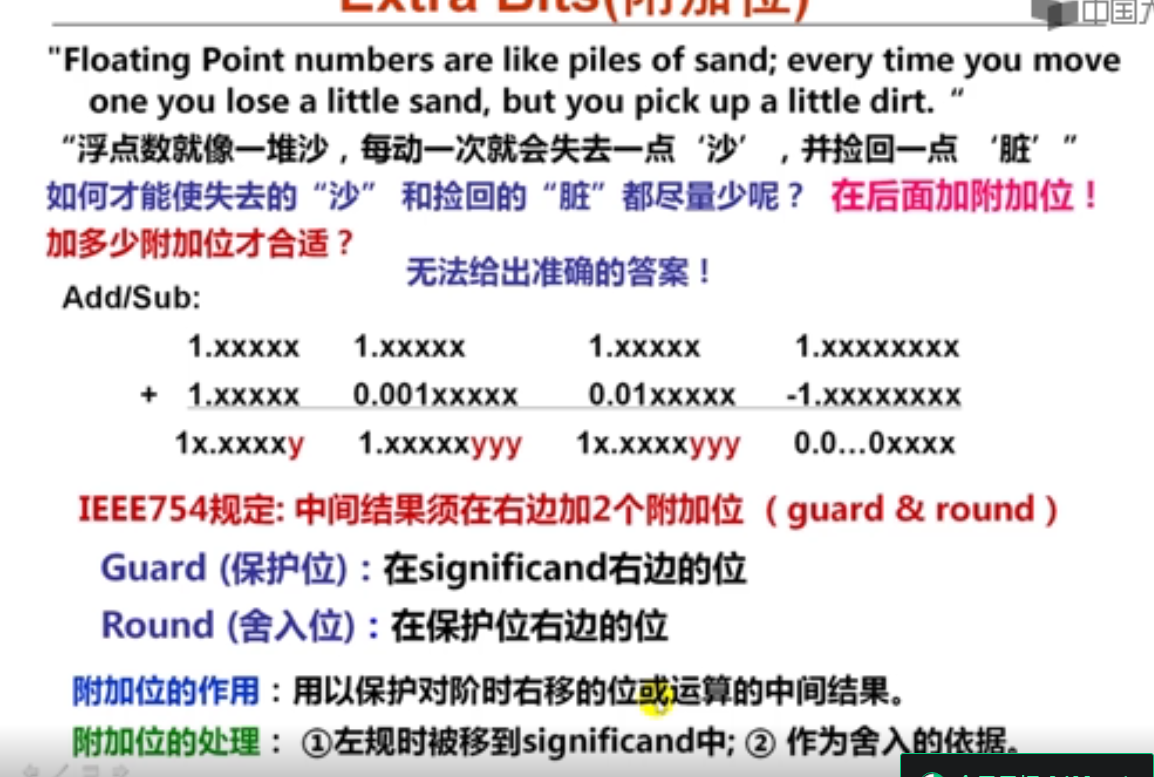 Extra Bits(附加位)
中国大
"Floating Point numbers are like piles of sand; every time you move
one you lose a little sand, but you pick up a little dirt. “
“浮点数就像一堆沙，每动一次就会失去一点‘沙’，并捡回一点‘脏’”
如何才能使失去的“沙” 和捡回的“脏”都尽量少呢？ 在后面加附加位！
加多少附加位才合适？
无法给出准确的答案！
Add/Sub:
1.xxxxx 1.xxxxx 1.xxxxx 1.xxxxxxxx
+ 1.xxxxx 0.001xxxxx 0.01xxxxx -1.xxxxxxxx
1x.xxxxy 1.xxxxxyyy 1x.xxxxyyy 0.0...0xxxx
IEEE754规定: 中间结果须在右边加2个附加位 （guard & round）
Guard (保护位)：在significand右边的位
Round (舍入位)：在保护位右边的位
附加位的作用：用以保护对阶时右移的位或运算的中间结果。
附加位的处理：①左规时被移到significand中; ② 作为舍入的依据。